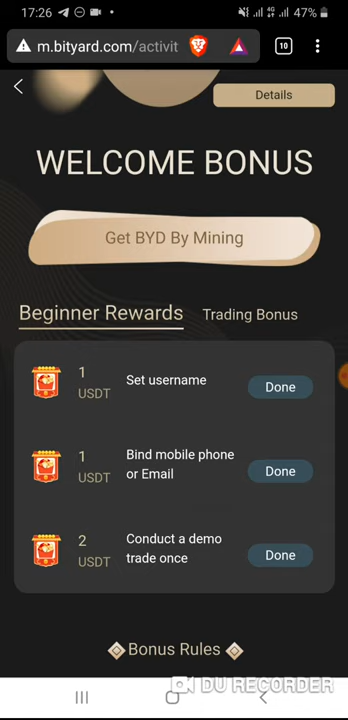 17:26
4G
47%
m.bityard.com/activit
10
Details
WELCOME BONUS
Get BYD By Mining
Beginner Rewards
Trading Bonus
1
USDT
Set username
Done
1
USDT
Bind mobile phone
or Email
Done
2
USDT
Conduct a demo
trade once
Done
Bonus Rules
DU RECORDER